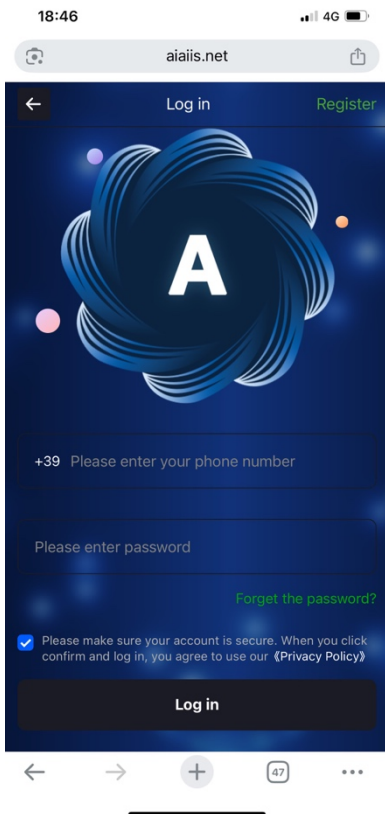 18:46
4G
aiaiis.net
Log in
Register
A
+39 Please enter your phone number
Please enter password
Forget the password?
Please make sure your account is secure. When you click
confirm and log in, you agree to use our 《Privacy Policy》
Log in
47